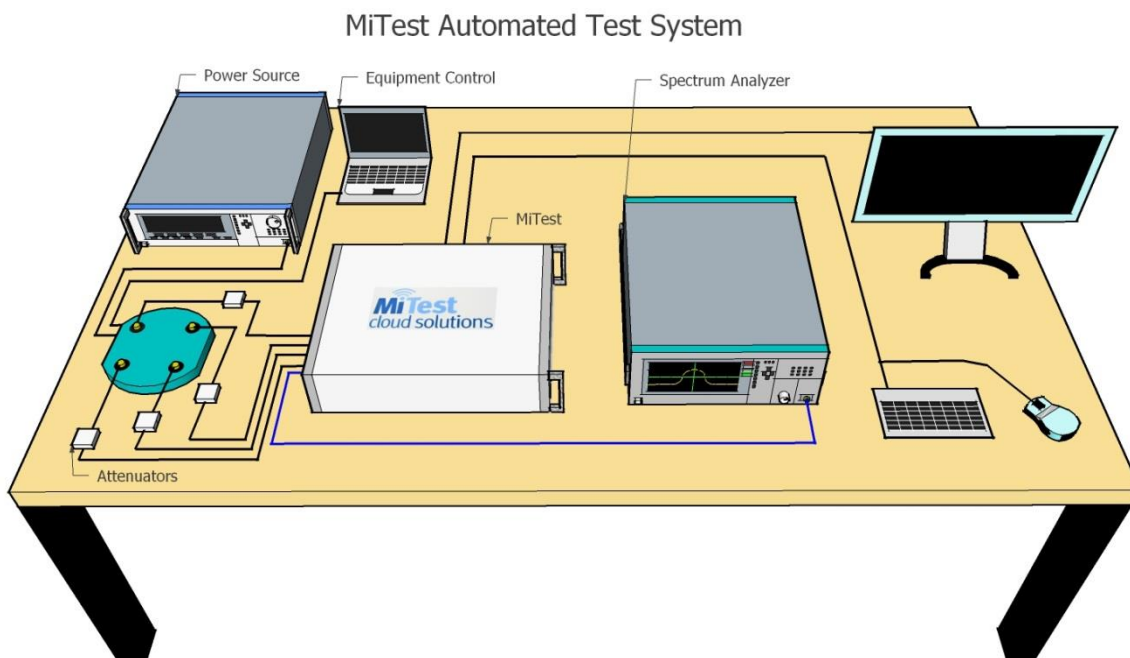 MiTest Automated Test System
Power Source
Equipment Control
Spectrum Analyzer
MiTest
MiTest
cloud solutions
Attenuators